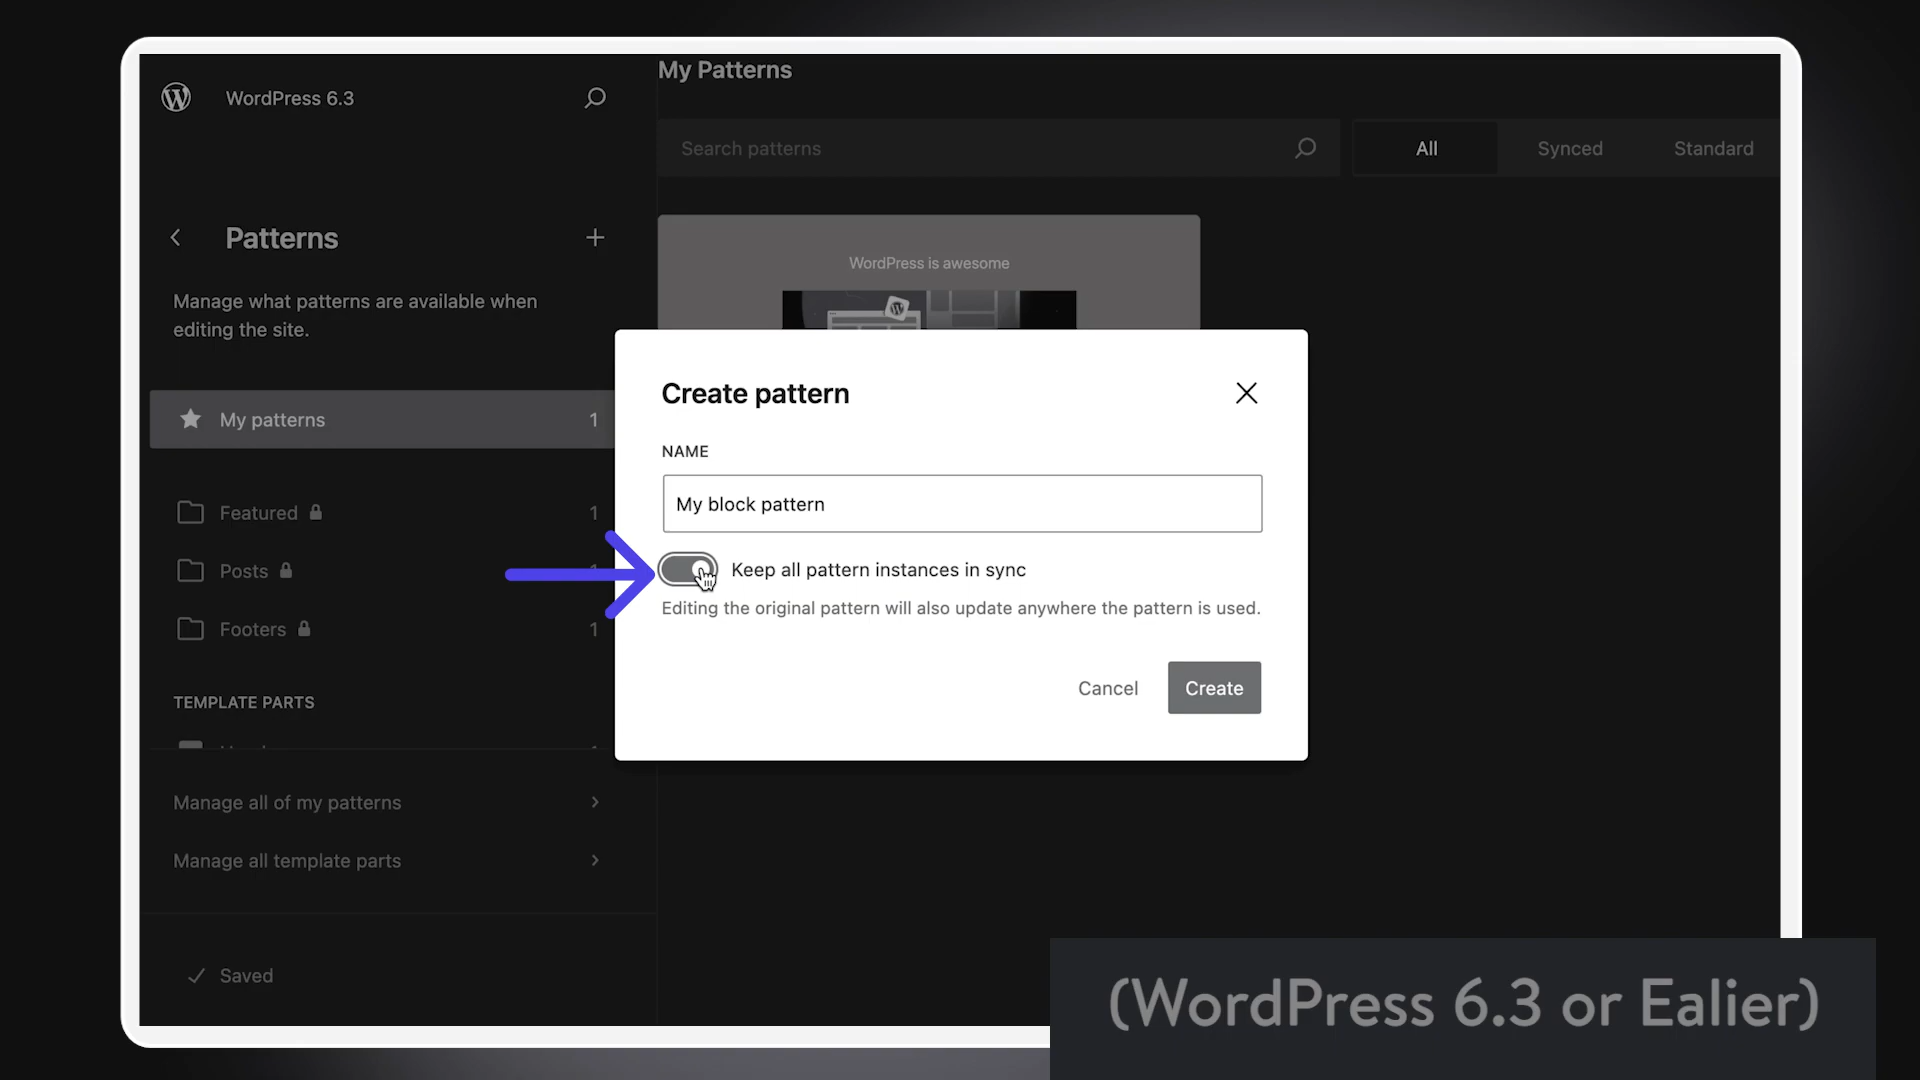 WordPress 6.3
Patterns
Manage what patterns are available when
editing the site.
My patterns 1
Featured 1
Posts
Footers 1
TEMPLATE PARTS
Manage all of my patterns
Manage all template parts
Saved
My Patterns
Search patterns
All Synced Standard
WordPress is awesome
Create pattern
NAME
My block pattern
Keep all pattern instances in sync
Editing the original pattern will also update anywhere the pattern is used.
Cancel Create
(WordPress 6.3 or Ealier)